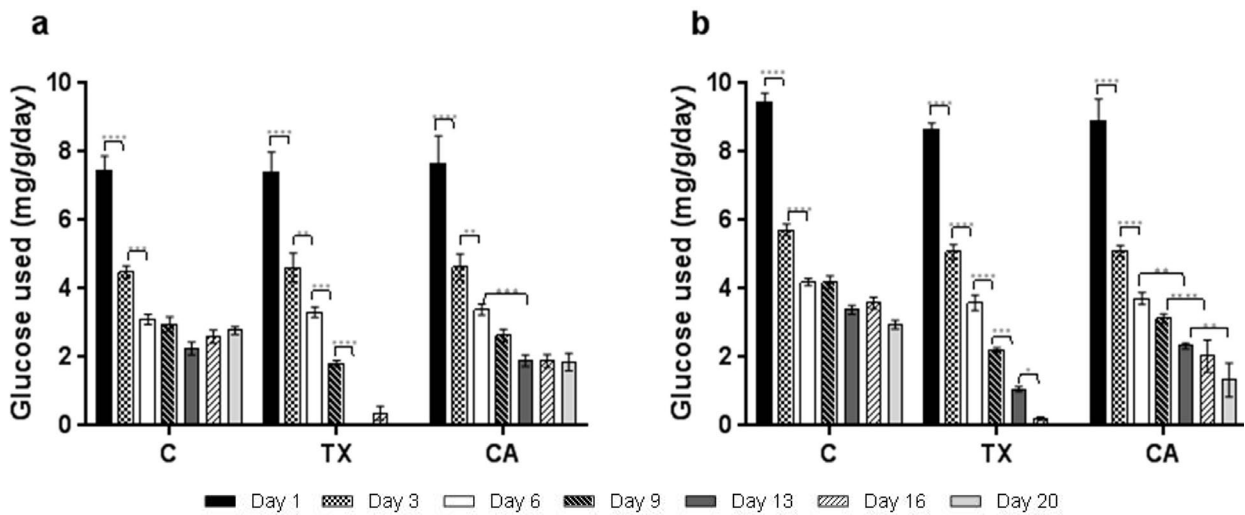 a
b
Glucose used (mg/g/day)
10
8
6
4
2
0
**** *** **** ** *** **** **** ** ***
C TX CA
Glucose used (mg/g/day)
10
8
6
4
2
0
**** **** **** **** **** *** * **** **** ** **** **
C TX CA
Day 1 Day 3 Day 6 Day 9 Day 13 Day 16 Day 20